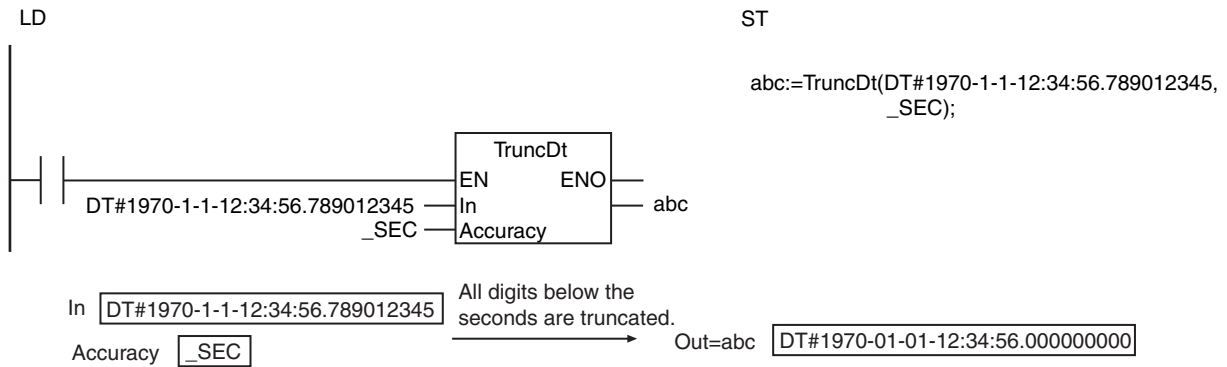 LD
ST
abc:=TruncDt(DT#1970-1-1-12:34:56.789012345,
_SEC);
TruncDt
EN ENO
DT#1970-1-1-12:34:56.789012345 In abc
_SEC Accuracy
In DT#1970-1-1-12:34:56.789012345
All digits below the
seconds are truncated.
Accuracy _SEC
Out=abc DT#1970-01-01-12:34:56.000000000